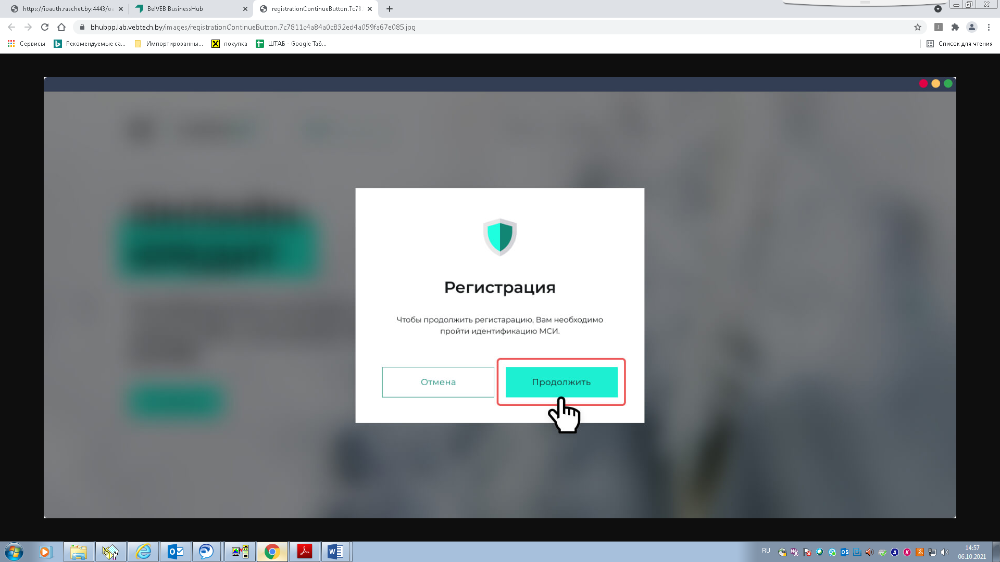 https://ioauth.raschet.by:4443/oa
BelVEB BusinessHub
registrationContinueButton.7c78
bhubpp.lab.vebtech.by/images/registrationContinueButton.7c7811c4a84a0c832ed4a059fa67e085.jpg
Сервисы
Рекомендуемые са...
Импортированны...
покупка
ШТАБ - Google Таб...
Список для чтения
Регистрация
Чтобы продолжить регистарацию, Вам необходимо
пройти идентификацию МСИ.
Отмена
Продолжить
RU
14:57
06.10.2021